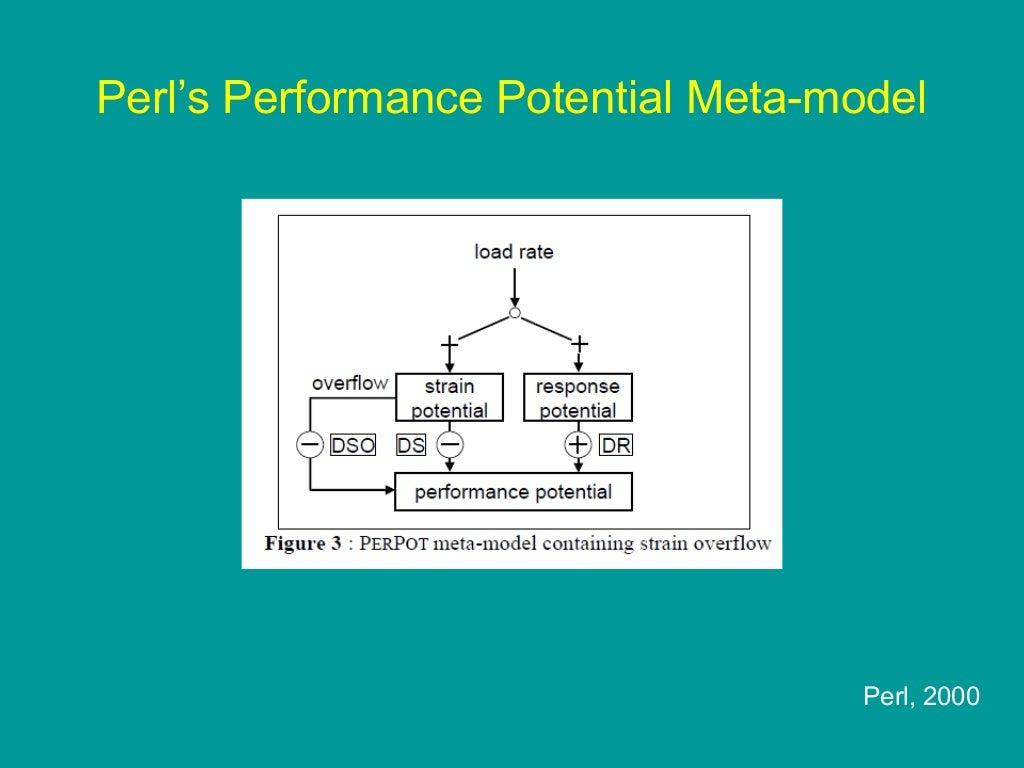 Perl’s Performance Potential Meta-model
load rate
+ +
overflow
strain
potential
response
potential
− DSO DS − + DR
performance potential
Figure 3 : PERPOT meta-model containing strain overflow
Perl, 2000